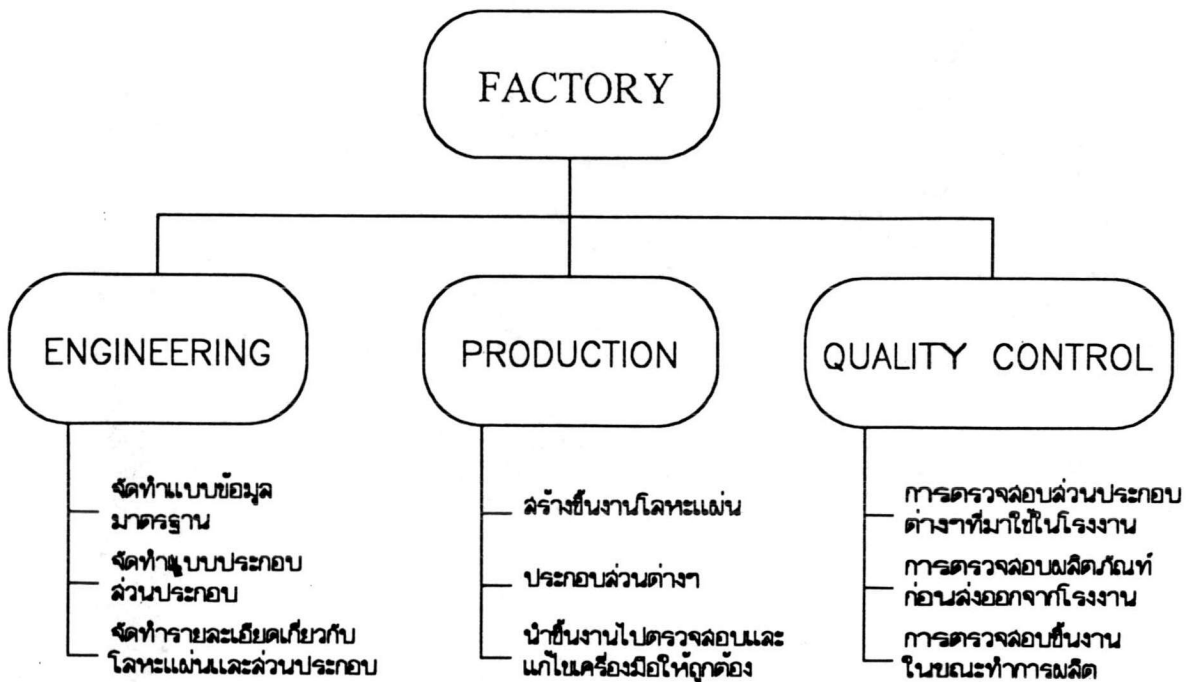 FACTORY
ENGINEERING
จัดทำแบบข้อมูล
มาตรฐาน
จัดทำแบบประกอบ
ส่วนประกอบ
จัดทำรายละเอียดเกี่ยวกับ
โลหะแผ่นและส่วนประกอบ
PRODUCTION
สร้างชิ้นงานโลหะแผ่น
ประกอบส่วนต่างๆ
นำชิ้นงานไปตรวจสอบและ
แก้ไขเครื่องมือให้ถูกต้อง
QUALITY CONTROL
การตรวจสอบส่วนประกอบ
ต่างๆที่มาใช้ในโรงงาน
การตรวจสอบผลิตภัณฑ์
ก่อนส่งออกจากโรงงาน
การตรวจสอบชิ้นงาน
ในขณะทำการผลิต